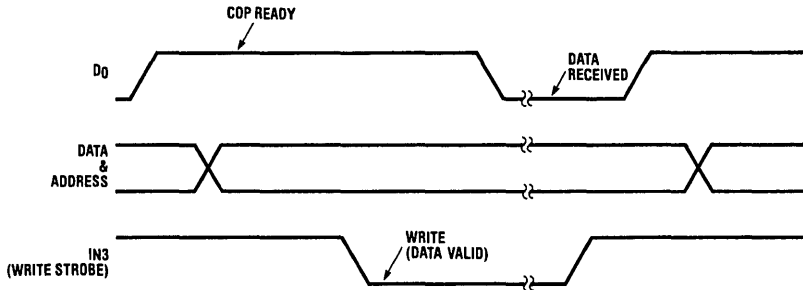 COP READY
D0
DATA
RECEIVED
DATA
&
ADDRESS
WRITE
(DATA VALID)
IN3
(WRITE STROBE)